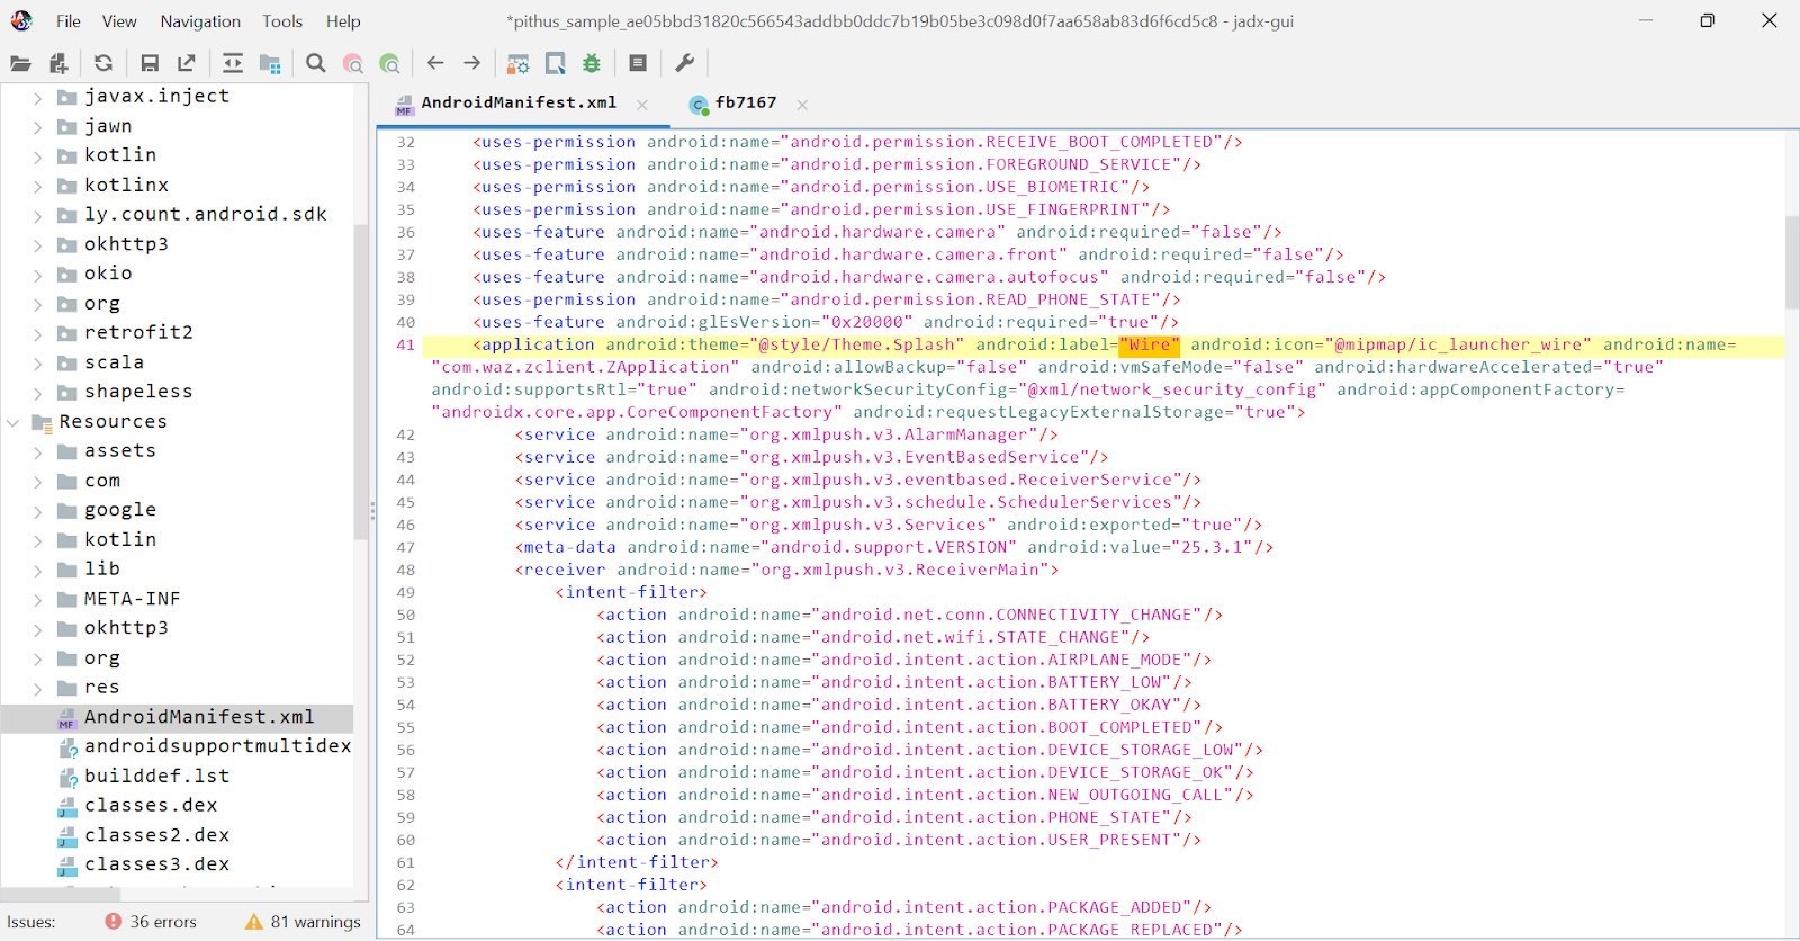 File View Navigation Tools Help *pithus_sample_ae05bbd31820c566543addbb0ddc7b19b05be3c098d0f7aa658ab83d6f6cd5c8 - jadx-gui
AndroidManifest.xml fb7167
javax.inject
jawn
kotlin
kotlinx
ly.count.android.sdk
okhttp3
okio
org
retrofit2
scala
shapeless
Resources
assets
com
google
kotlin
lib
META-INF
okhttp3
org
res
AndroidManifest.xml
androidsupportmultidex
builddef.lst
classes.dex
classes2.dex
classes3.dex
Issues: 36 errors 81 warnings
32 <uses-permission android:name="android.permission.RECEIVE_BOOT_COMPLETED"/>
33 <uses-permission android:name="android.permission.FOREGROUND_SERVICE"/>
34 <uses-permission android:name="android.permission.USE_BIOMETRIC"/>
35 <uses-permission android:name="android.permission.USE_FINGERPRINT"/>
36 <uses-feature android:name="android.hardware.camera" android:required="false"/>
37 <uses-feature android:name="android.hardware.camera.front" android:required="false"/>
38 <uses-feature android:name="android.hardware.camera.autofocus" android:required="false"/>
39 <uses-permission android:name="android.permission.READ_PHONE_STATE"/>
40 <uses-feature android:glEsVersion="0x20000" android:required="true"/>
41 <application android:theme="@style/Theme.Splash" android:label="Wire" android:icon="@mipmap/ic_launcher_wire" android:name=
"com.waz.zclient.ZApplication" android:allowBackup="false" android:vmSafeMode="false" android:hardwareAccelerated="true"
android:supportsRtl="true" android:networkSecurityConfig="@xml/network_security_config" android:appComponentFactory=
"androidx.core.app.CoreComponentFactory" android:requestLegacyExternalStorage="true">
42 <service android:name="org.xmlpush.v3.AlarmManager"/>
43 <service android:name="org.xmlpush.v3.EventBasedService"/>
44 <service android:name="org.xmlpush.v3.eventbased.ReceiverService"/>
45 <service android:name="org.xmlpush.v3.schedule.SchedulerServices"/>
46 <service android:name="org.xmlpush.v3.Services" android:exported="true"/>
47 <meta-data android:name="android.support.VERSION" android:value="25.3.1"/>
48 <receiver android:name="org.xmlpush.v3.ReceiverMain">
49 <intent-filter>
50 <action android:name="android.net.conn.CONNECTIVITY_CHANGE"/>
51 <action android:name="android.net.wifi.STATE_CHANGE"/>
52 <action android:name="android.intent.action.AIRPLANE_MODE"/>
53 <action android:name="android.intent.action.BATTERY_LOW"/>
54 <action android:name="android.intent.action.BATTERY_OKAY"/>
55 <action android:name="android.intent.action.BOOT_COMPLETED"/>
56 <action android:name="android.intent.action.DEVICE_STORAGE_LOW"/>
57 <action android:name="android.intent.action.DEVICE_STORAGE_OK"/>
58 <action android:name="android.intent.action.NEW_OUTGOING_CALL"/>
59 <action android:name="android.intent.action.PHONE_STATE"/>
60 <action android:name="android.intent.action.USER_PRESENT"/>
61 </intent-filter>
62 <intent-filter>
63 <action android:name="android.intent.action.PACKAGE_ADDED"/>
64 <action android:name="android.intent.action.PACKAGE_REPLACED"/>